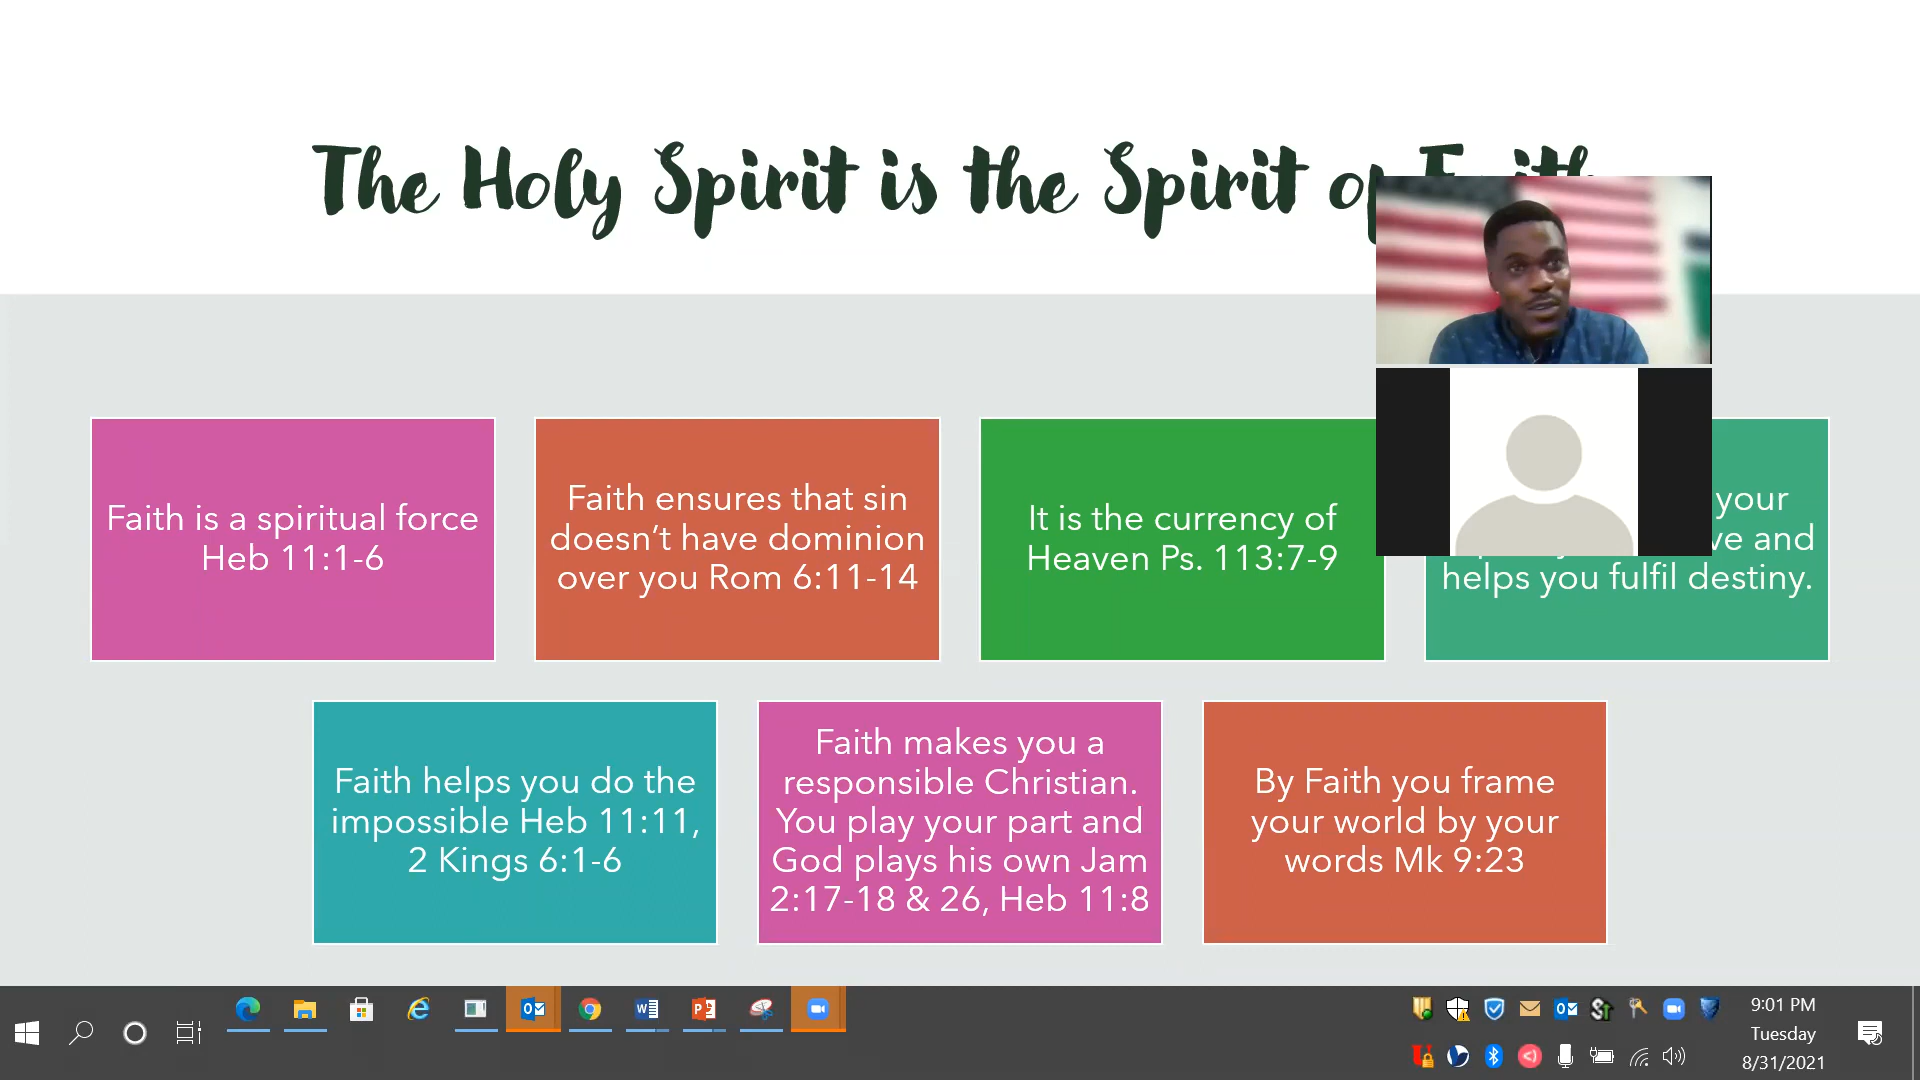 The Holy Spirit is the Spirit of Faith
Faith is a spiritual force
Heb 11:1-6
Faith ensures that sin
doesn’t have dominion
over you Rom 6:11-14
It is the currency of
Heaven Ps. 113:7-9
your
and
helps you fulfil destiny.
Faith helps you do the
impossible Heb 11:11,
2 Kings 6:1-6
Faith makes you a
responsible Christian.
You play your part and
God plays his own Jam
2:17-18 & 26, Heb 11:8
By Faith you frame
your world by your
words Mk 9:23
9:01 PM
Tuesday
8/31/2021